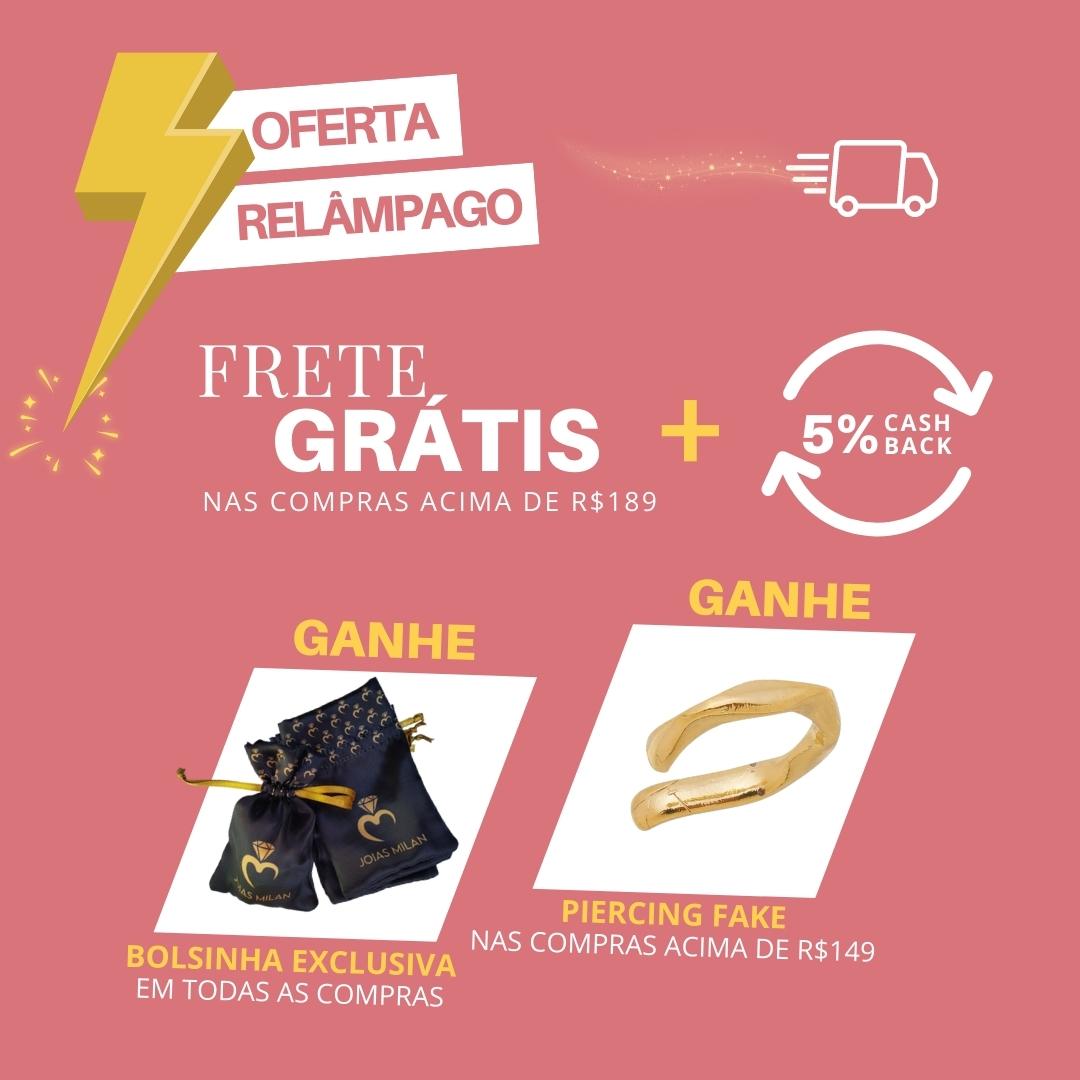 OFERTA
RELÂMPAGO
FRETE
GRÁTIS
NAS COMPRAS ACIMA DE R$189
+
5% CASH
BACK
GANHE
JOIAS MILAN
JOIAS MILAN
BOLSINHA EXCLUSIVA
EM TODAS AS COMPRAS
GANHE
PIERCING FAKE
NAS COMPRAS ACIMA DE R$149